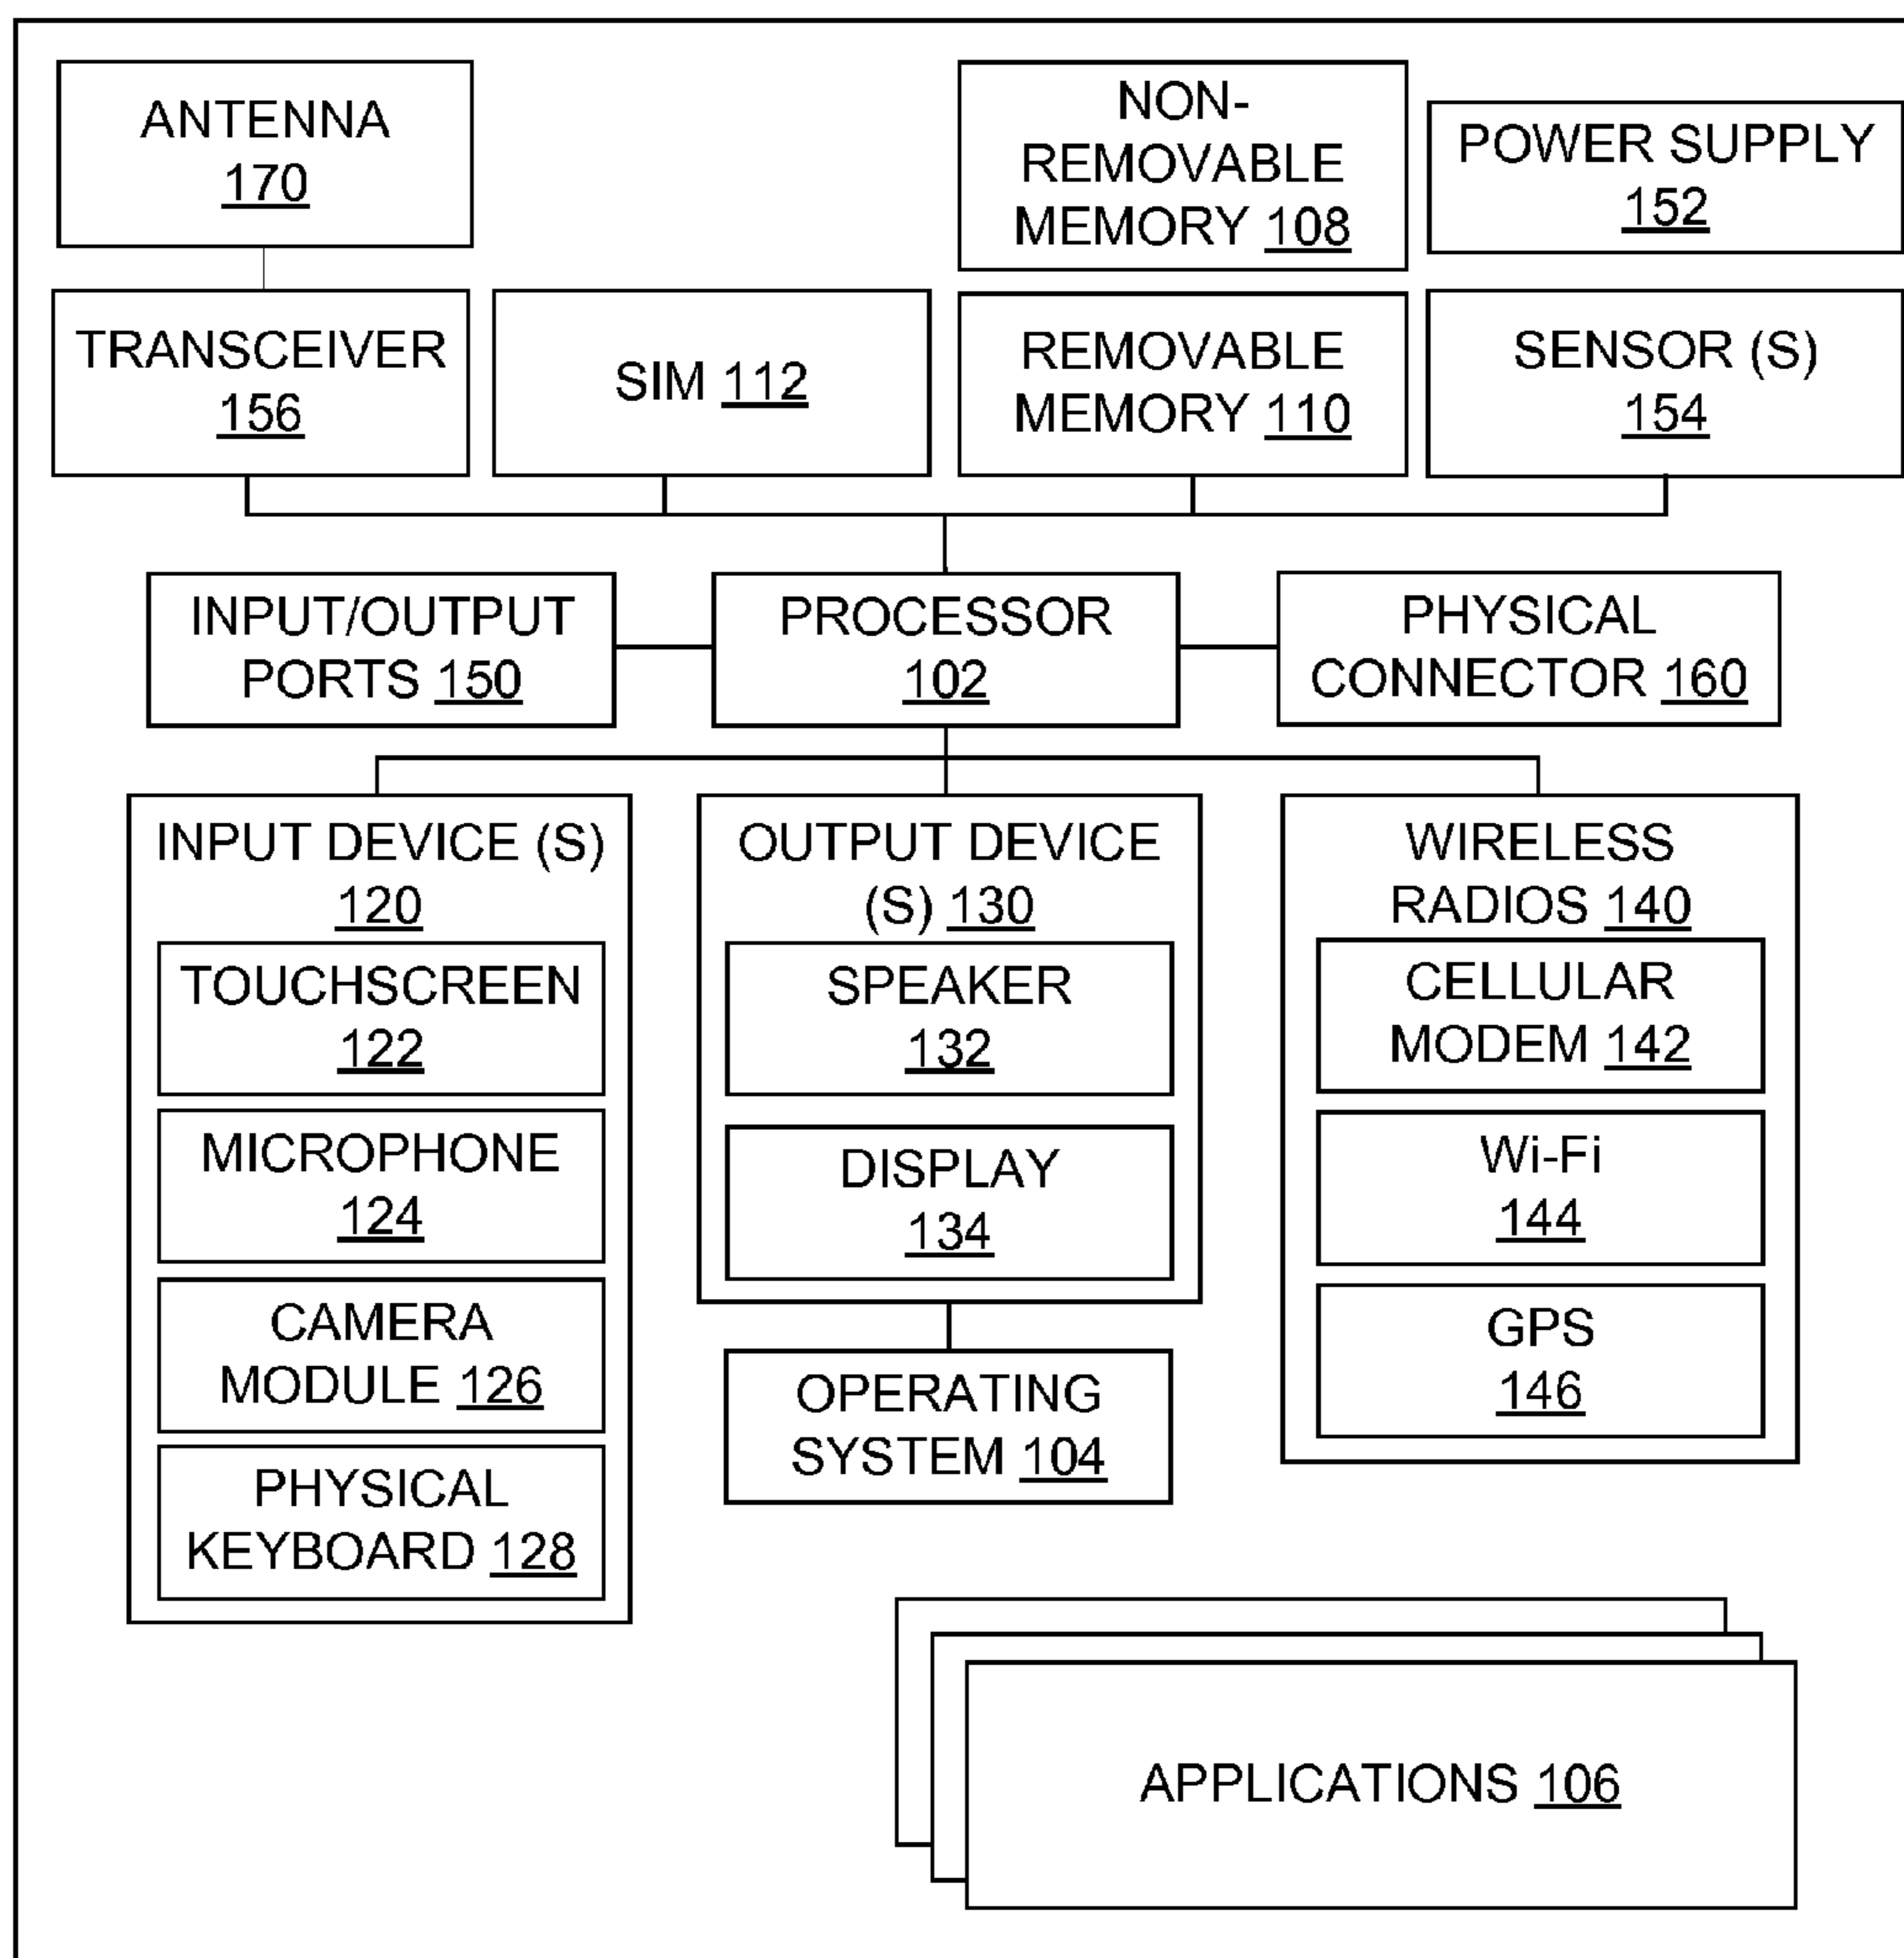 ANTENNA
170
NON-
REMOVABLE
MEMORY 108
POWER SUPPLY
152
TRANSCEIVER
156
SIM 112
REMOVABLE
MEMORY 110
SENSOR (S)
154
INPUT/OUTPUT
PORTS 150
PROCESSOR
102
PHYSICAL
CONNECTOR 160
INPUT DEVICE (S)
120
TOUCHSCREEN
122
MICROPHONE
124
CAMERA
MODULE 126
PHYSICAL
KEYBOARD 128
OUTPUT DEVICE
(S) 130
SPEAKER
132
DISPLAY
134
OPERATING
SYSTEM 104
WIRELESS
RADIOS 140
CELLULAR
MODEM 142
Wi-Fi
144
GPS
146
APPLICATIONS 106